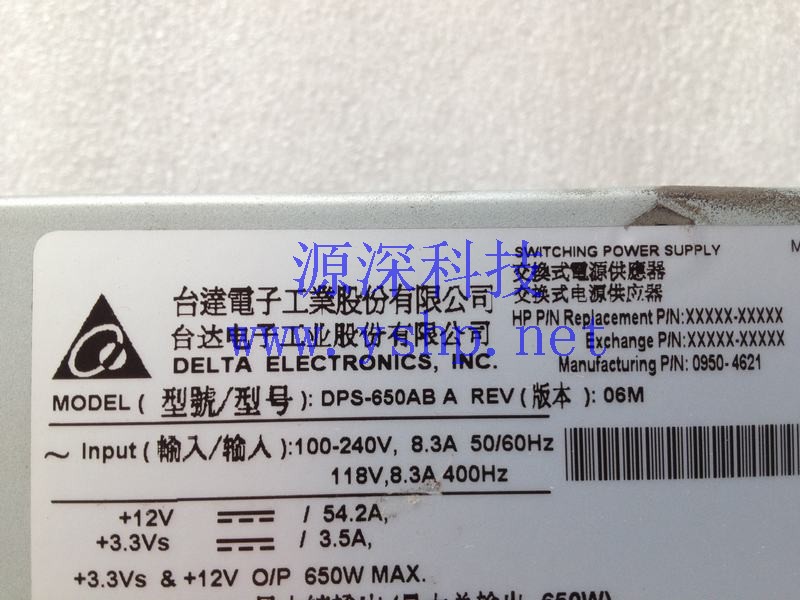 源深科技
www.yshp.net
SWITCHING POWER SUPPLY
交換式電源供應器
交换式电源供应器
HP P/N Replacement P/N:XXXXX-XXXXX
Exchange P/N:XXXXX-XXXXX
Manufacturing P/N: 0950-4621
M
台達電子工業股份有限公司
台达电子工业股份有限公司
DELTA ELECTRONICS, INC.
MODEL ( 型號/型号 ): DPS-650AB A REV ( 版本 ): 06M
~ Input ( 輸入/输入 ):100-240V, 8.3A 50/60Hz
118V,8.3A 400Hz
+12V / 54.2A,
+3.3Vs / 3.5A,
+3.3Vs & +12V O/P 650W MAX.
650W)